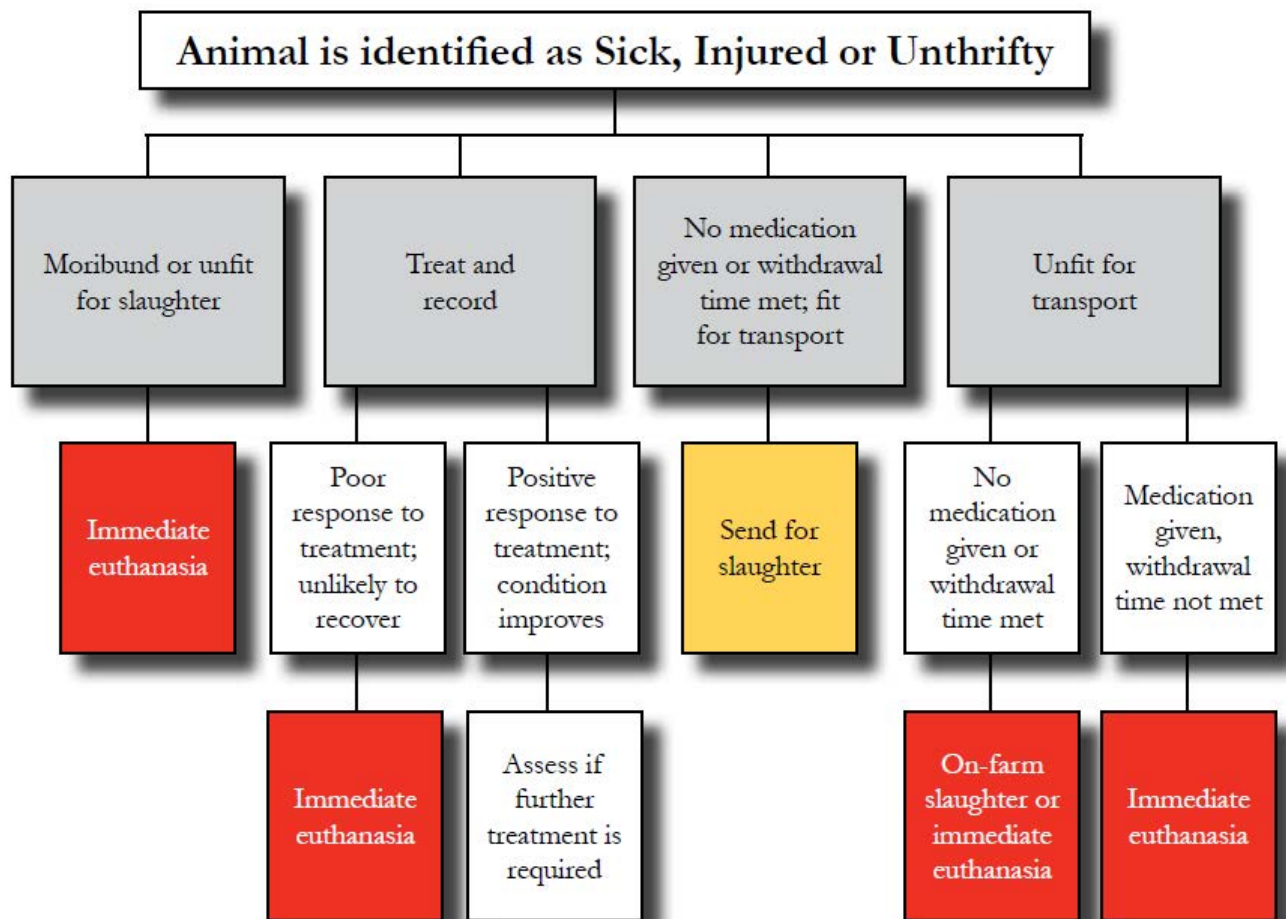 Animal is identified as Sick, Injured or Unthrifty
Moribund or unfit
for slaughter
Treat and
record
No medication
given or withdrawal
time met; fit
for transport
Unfit for
transport
Immediate
euthanasia
Poor
response to
treatment;
unlikely to
recover
Positive
response to
treatment;
condition
improves
Send for
slaughter
No
medication
given or
withdrawal
time met
Medication
given,
withdrawal
time not met
Immediate
euthanasia
Assess if
further
treatment is
required
On-farm
slaughter or
immediate
euthanasia
Immediate
euthanasia